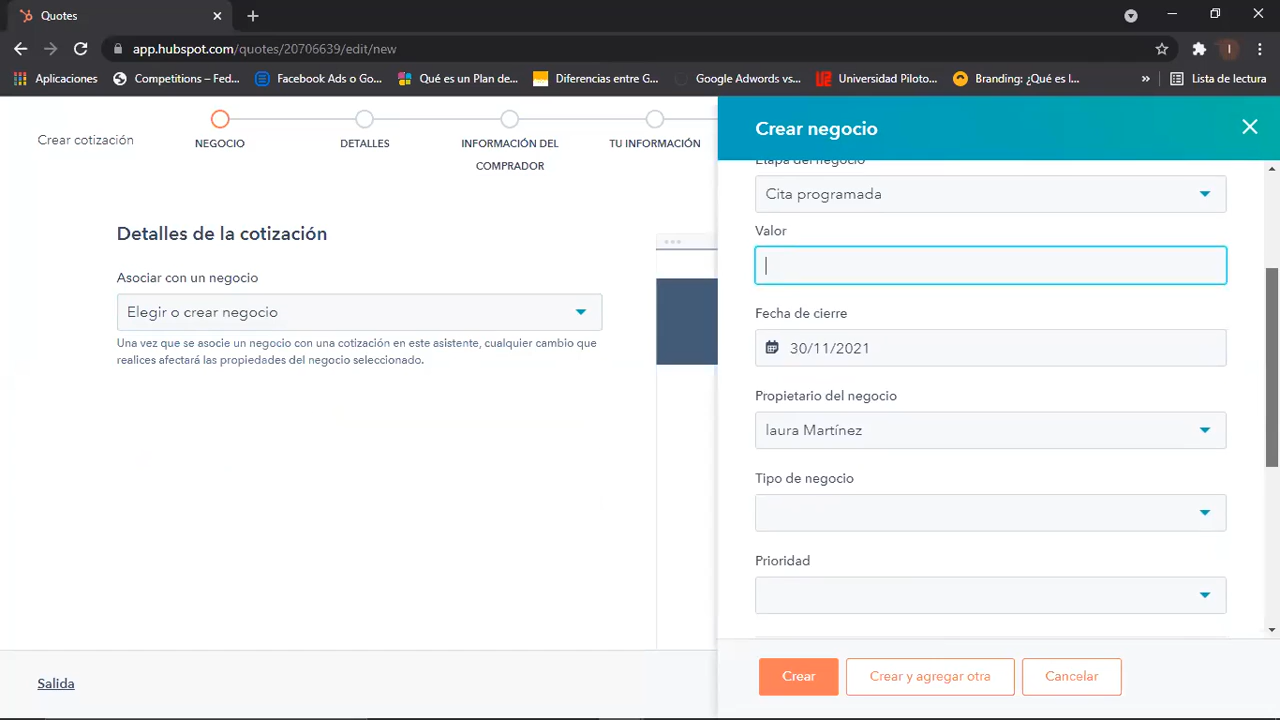 Quotes
app.hubspot.com/quotes/20706639/edit/new
Aplicaciones
Competitions – Fed...
Facebook Ads o Go...
Qué es un Plan de...
Diferencias entre G...
Google Adwords vs...
Universidad Piloto...
Branding: ¿Qué es l...
»
Lista de lectura
I
Crear cotización
NEGOCIO
DETALLES
INFORMACIÓN DEL
COMPRADOR
TU INFORMACIÓN
Detalles de la cotización
Asociar con un negocio
Elegir o crear negocio
Una vez que se asocie un negocio con una cotización en este asistente, cualquier cambio que
realices afectará las propiedades del negocio seleccionado.
Salida
Crear negocio
Etapa del negocio
Cita programada
Valor
Fecha de cierre
30/11/2021
Propietario del negocio
laura Martínez
Tipo de negocio
Prioridad
Crear
Crear y agregar otra
Cancelar